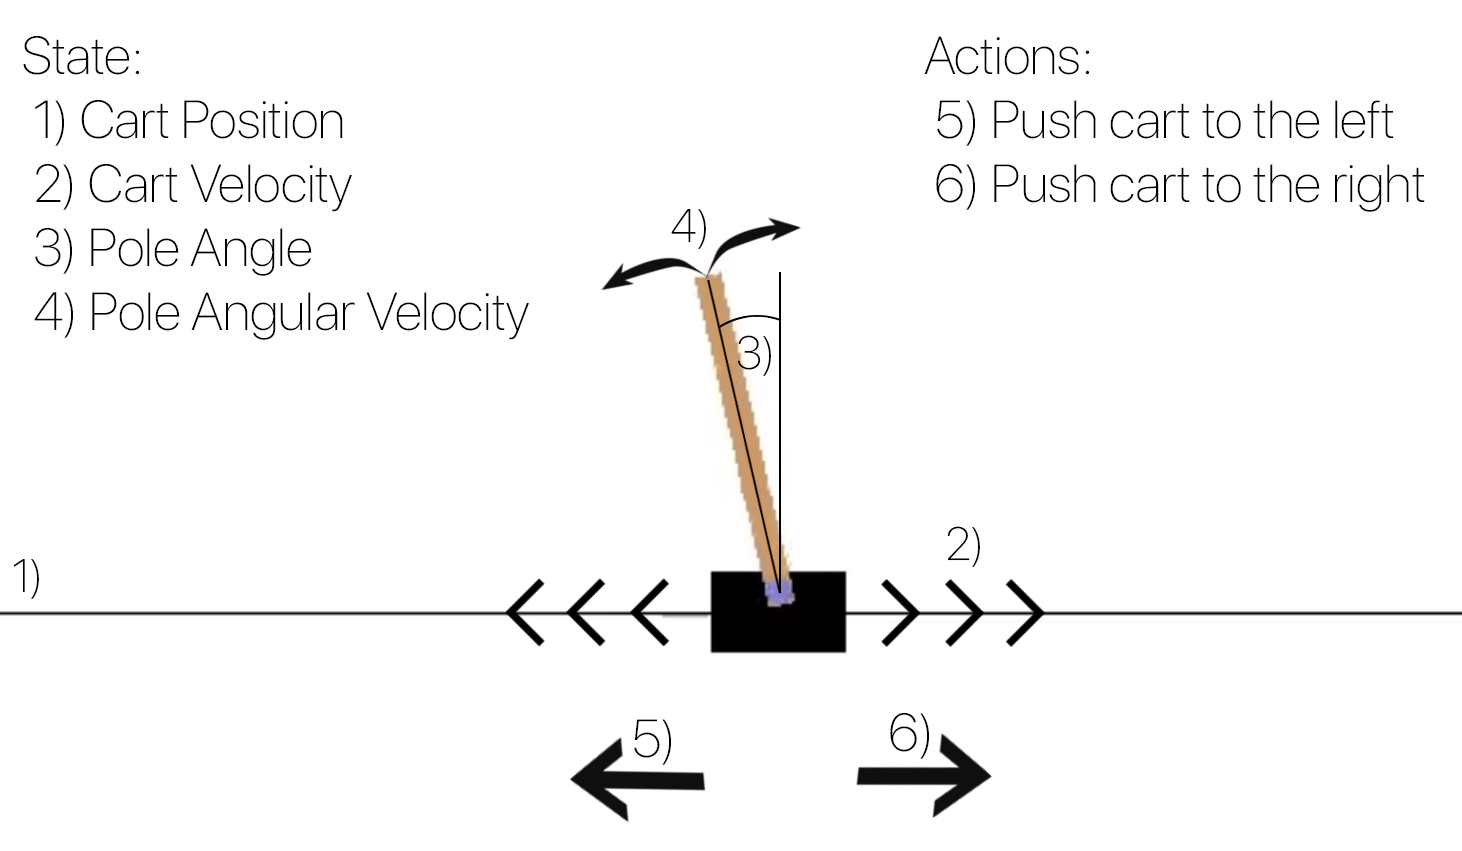 State:
1) Cart Position
2) Cart Velocity
3) Pole Angle
4) Pole Angular Velocity
Actions:
5) Push cart to the left
6) Push cart to the right
4)
3)
2)
1)
5)
6)